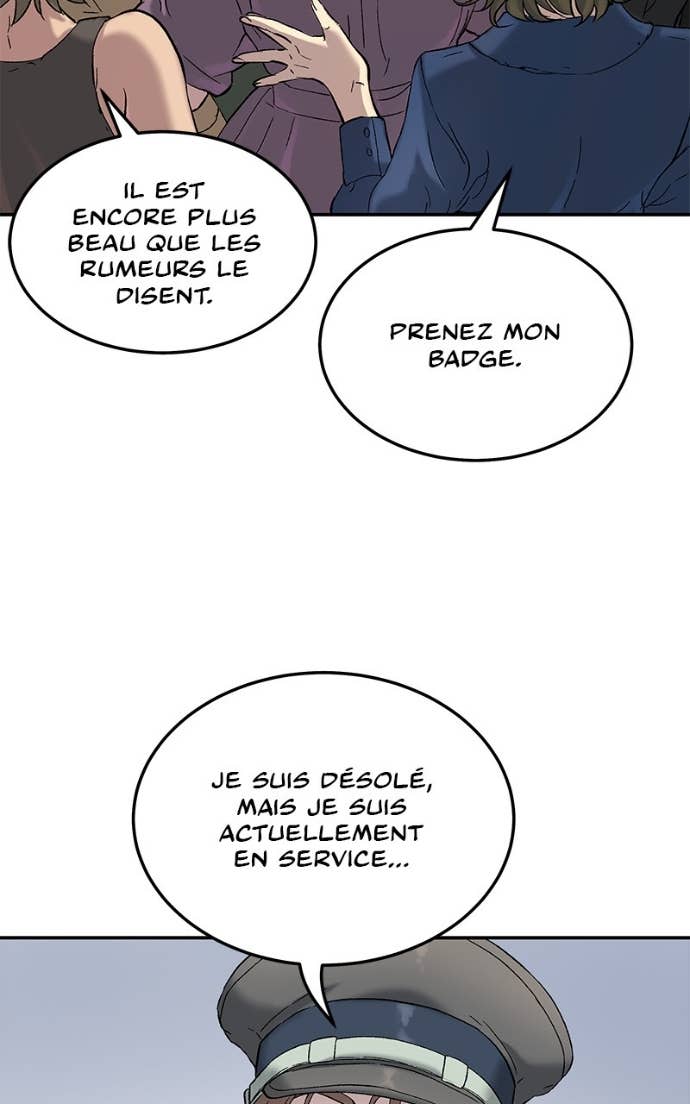 IL EST
ENCORE PLUS
BEAU QUE LES
RUMEURS LE
DISENT.
PRENEZ MON
BADGE.
JE SUIS DÉSOLÉ,
MAIS JE SUIS
ACTUELLEMENT
EN SERVICE...